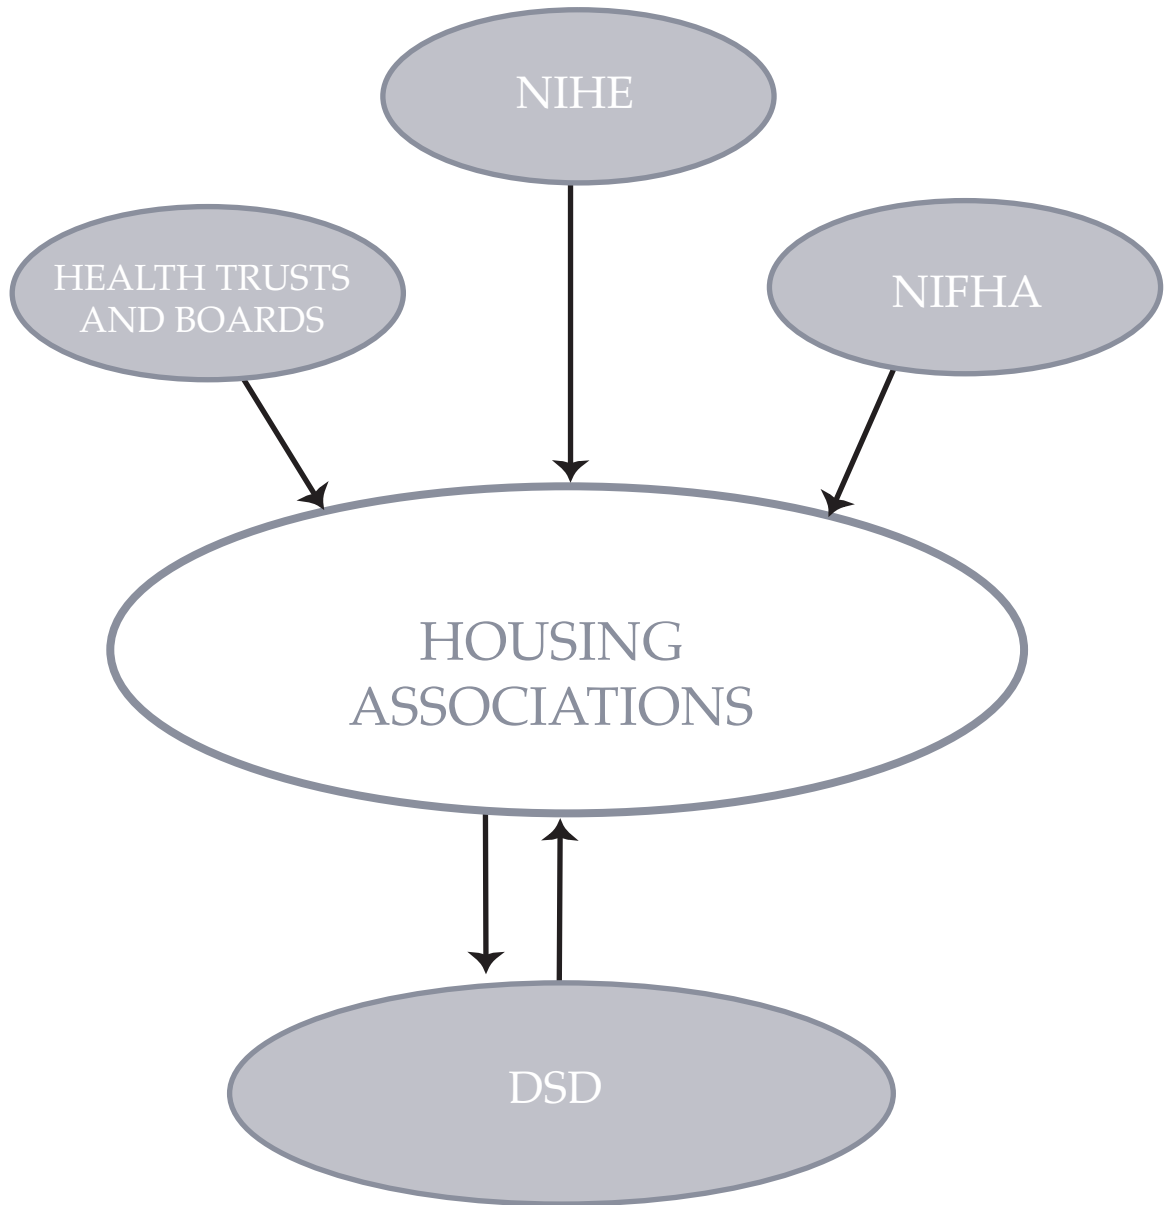 NIHE
HEALTH TRUSTS
AND BOARDS
NIFHA
HOUSING
ASSOCIATIONS
DSD